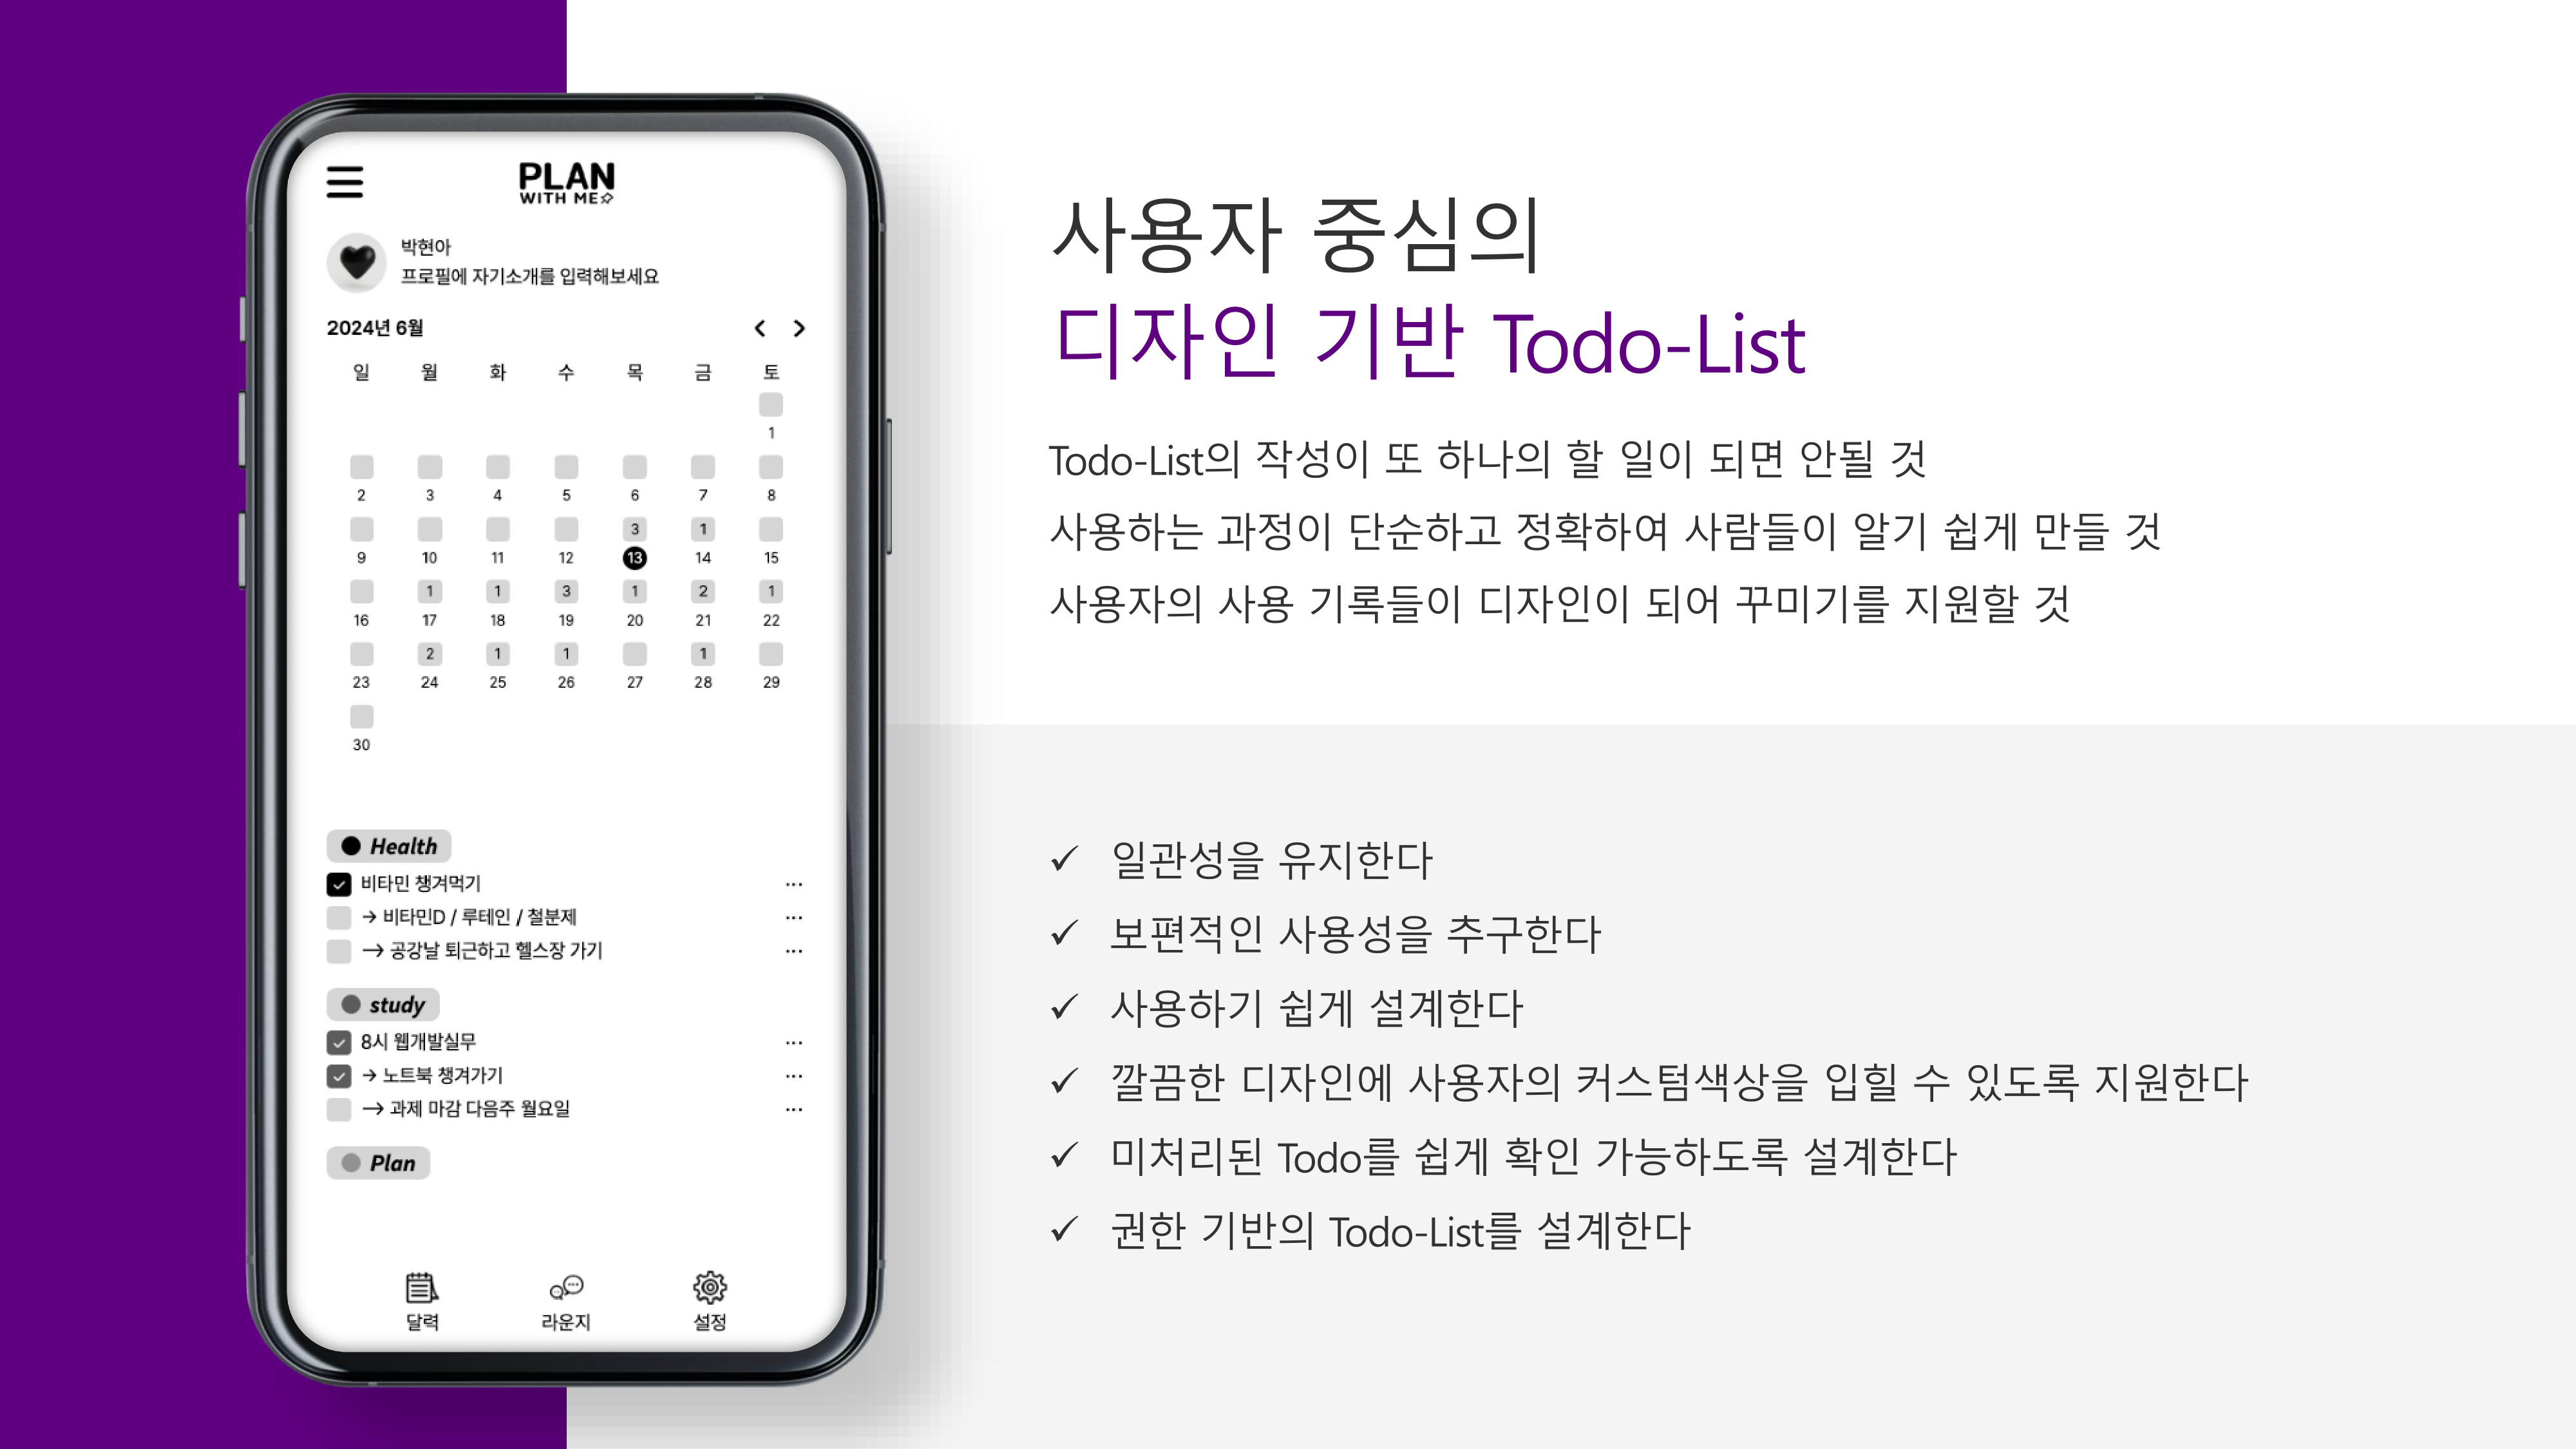 PLAN
WITH ME
박현아
프로필에 자기소개를 입력해보세요
2024년 6월
일 월 화 수 목 금 토
1
2 3 4 5 6 7 8
3 1
9 10 11 12 13 14 15
1 1 3 1 2 1
16 17 18 19 20 21 22
2 1 1 1
23 24 25 26 27 28 29
30
Health
비타민 챙겨먹기 ...
→ 비타민D / 루테인 / 철분제 ...
→ 공강날 퇴근하고 헬스장 가기 ...
study
8시 웹개발실무 ...
→ 노트북 챙겨가기 ...
→ 과제 마감 다음주 월요일 ...
Plan
달력 라운지 설정
사용자 중심의
디자인 기반 Todo-List
Todo-List의 작성이 또 하나의 할 일이 되면 안될 것
사용하는 과정이 단순하고 정확하여 사람들이 알기 쉽게 만들 것
사용자의 사용 기록들이 디자인이 되어 꾸미기를 지원할 것
✓ 일관성을 유지한다
✓ 보편적인 사용성을 추구한다
✓ 사용하기 쉽게 설계한다
✓ 깔끔한 디자인에 사용자의 커스텀색상을 입힐 수 있도록 지원한다
✓ 미처리된 Todo를 쉽게 확인 가능하도록 설계한다
✓ 권한 기반의 Todo-List를 설계한다